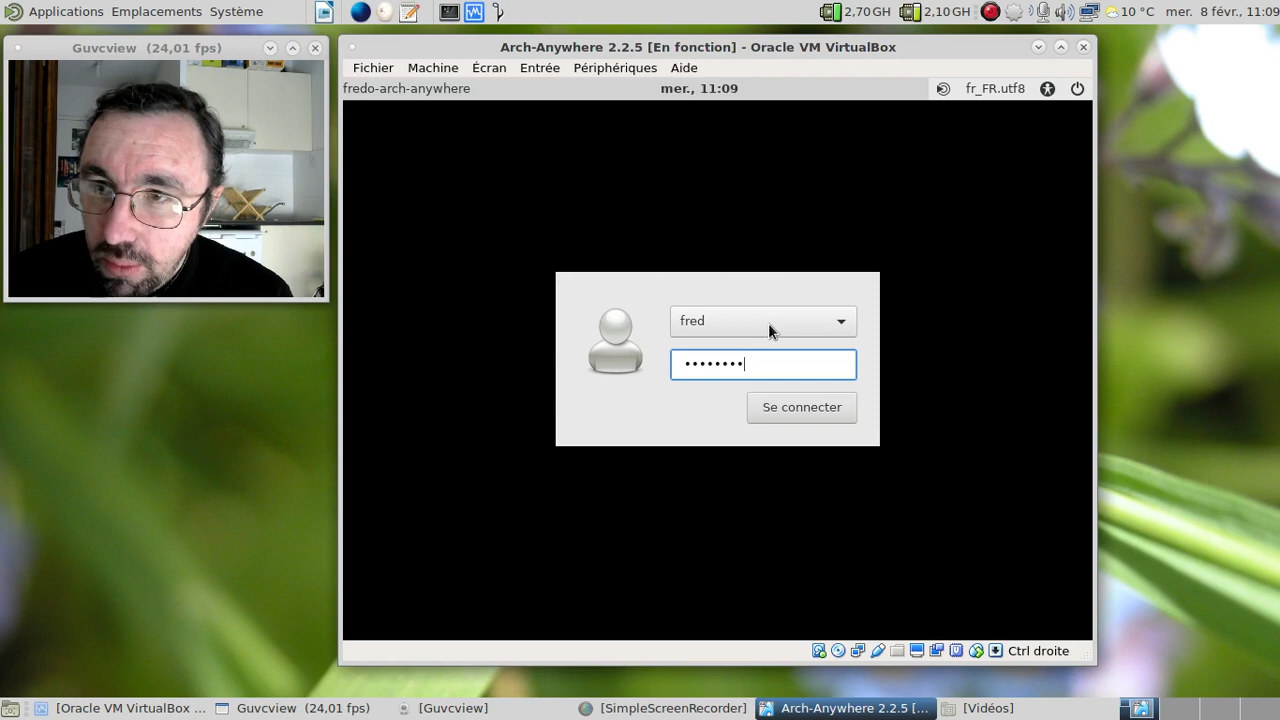 Applications Emplacements Système
2,70 GH
2,10 GH
10 °C
mer. 8 févr., 11:09
Guvcview (24,01 fps)
Arch-Anywhere 2.2.5 [En fonction] - Oracle VM VirtualBox
Fichier Machine Écran Entrée Périphériques Aide
fredo-arch-anywhere
mer., 11:09
fr_FR.utf8
fred
••••••••
Se connecter
Ctrl droite
[Oracle VM VirtualBox ...
Guvcview (24,01 fps)
[Guvcview]
[SimpleScreenRecorder]
Arch-Anywhere 2.2.5 [...
[Vidéos]